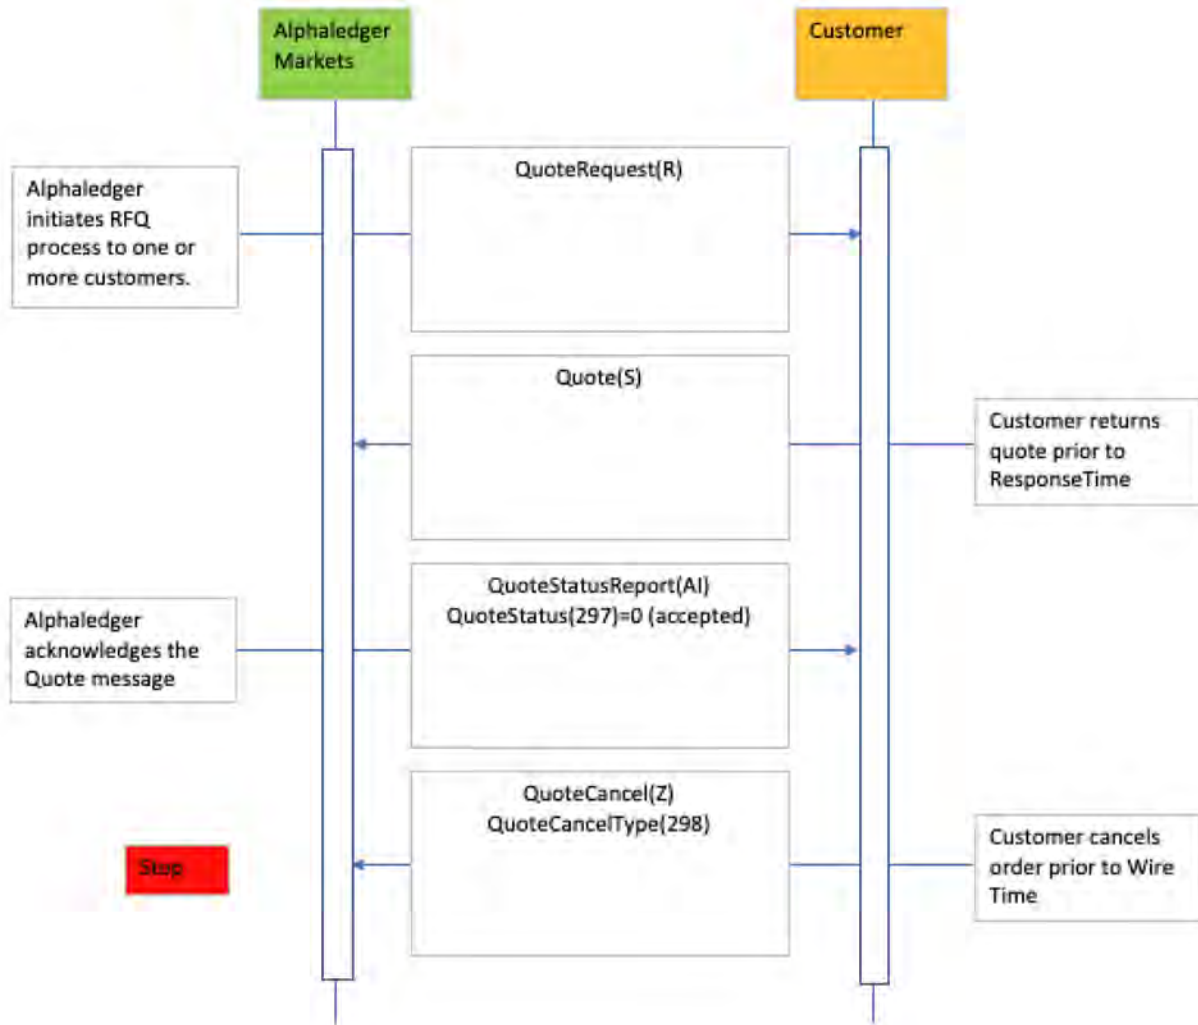 Alphaledger
Markets
Customer
QuoteRequest(R)
Alphaledger
initiates RFQ
process to one or
more customers.
Quote(S)
Customer returns
quote prior to
ResponseTime
QuoteStatusReport(AI)
QuoteStatus(297)=0 (accepted)
Alphaledger
acknowledges the
Quote message
QuoteCancel(Z)
QuoteCancelType(298)
Customer cancels
order prior to Wire
Time
Stop